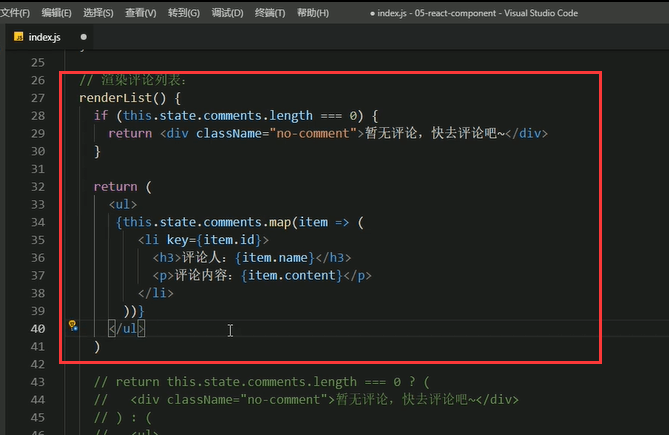 文件(F) 编辑(E) 选择(S) 查看(V) 转到(G) 调试(D) 终端(T) 帮助(H) ● index.js - 05-react-component - Visual Studio Code
JS index.js ●
25 }
26 // 渲染评论列表：
27 renderList() {
28 if (this.state.comments.length === 0) {
29 return <div className="no-comment">暂无评论，快去评论吧~</div>
30 }
31
32 return (
33 <ul>
34 {this.state.comments.map(item => (
35 <li key={item.id}>
36 <h3>评论人：{item.name}</h3>
37 <p>评论内容：{item.content}</p>
38 </li>
39 ))}
40 </ul>
41 )
42
43 // return this.state.comments.length === 0 ? (
44 //   <div className="no-comment">暂无评论，快去评论吧~</div>
45 // ) : (
46 //   <ul>